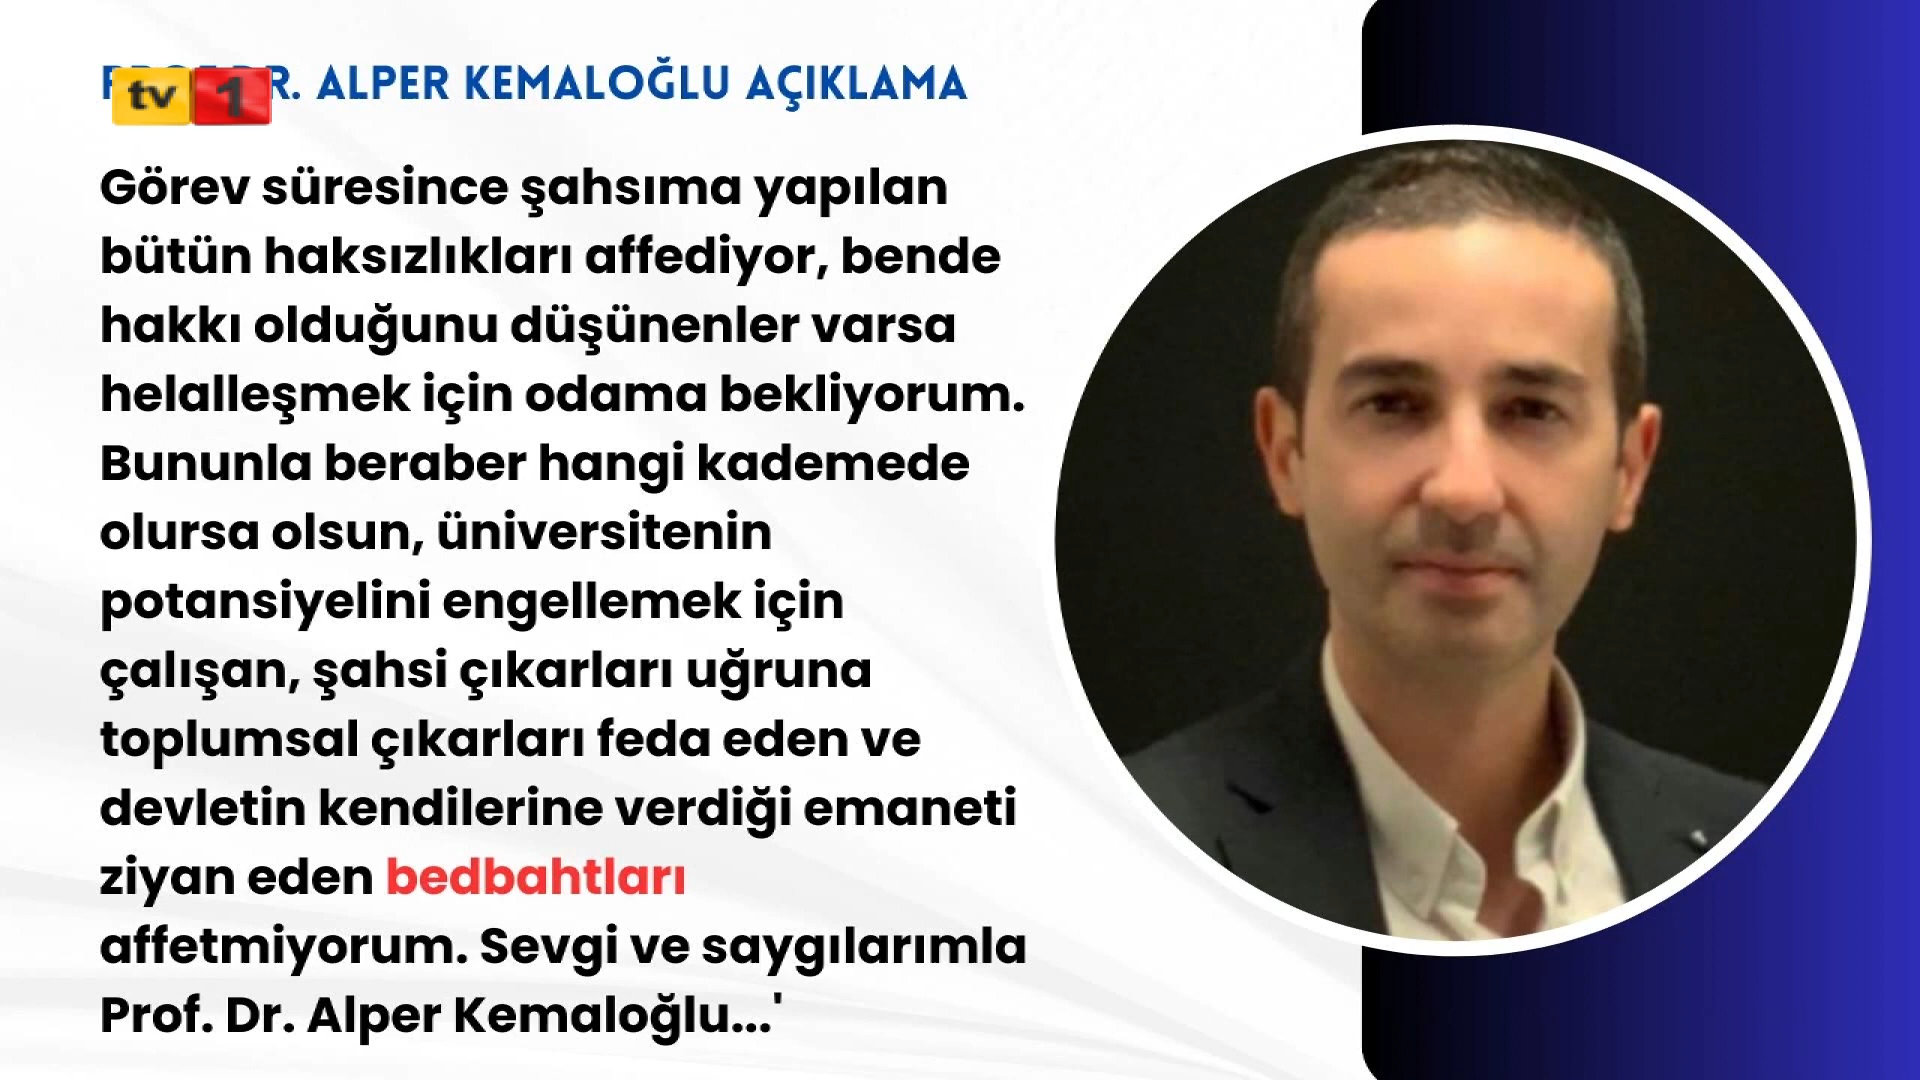 PROF.DR. ALPER KEMALOĞLU AÇIKLAMA
tv 1
Görev süresince şahsıma yapılan
bütün haksızlıkları affediyor, bende
hakkı olduğunu düşünenler varsa
helalleşmek için odama bekliyorum.
Bununla beraber hangi kademede
olursa olsun, üniversitenin
potansiyelini engellemek için
çalışan, şahsi çıkarları uğruna
toplumsal çıkarları feda eden ve
devletin kendilerine verdiği emaneti
ziyan eden bedbahtları
affetmiyorum. Sevgi ve saygılarımla
Prof. Dr. Alper Kemaloğlu...'